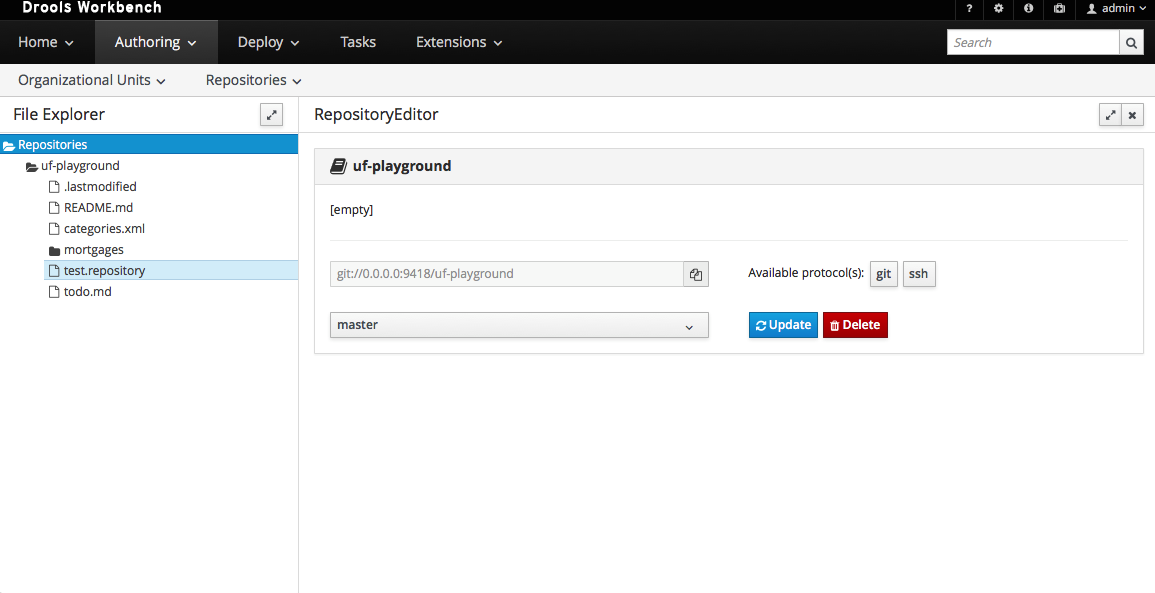 Drools Workbench
? admin
Home Authoring Deploy Tasks Extensions Search
Organizational Units Repositories
File Explorer
Repositories
uf-playground
.lastmodified
README.md
categories.xml
mortgages
test.repository
todo.md
RepositoryEditor
uf-playground
[empty]
git://0.0.0.0:9418/uf-playground Available protocol(s): git ssh
master Update Delete